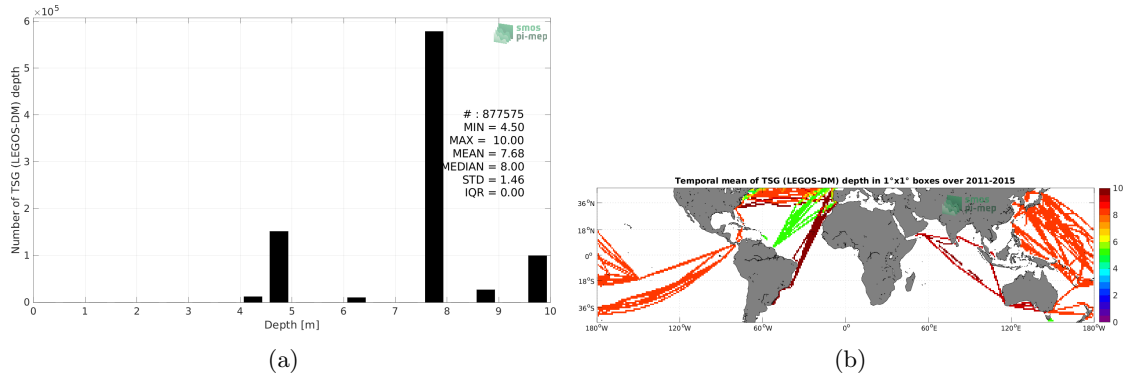 ×10⁵
6
5
4
3
2
1
0
Number of TSG (LEGOS-DM) depth
smos
pi-mep
# : 877575
MIN = 4.50
MAX = 10.00
MEAN = 7.68
MEDIAN = 8.00
STD = 1.46
IQR = 0.00
0 1 2 3 4 5 6 7 8 9 10
Depth [m]
(a)
Temporal mean of TSG (LEGOS-DM) depth in 1°x1° boxes over 2011-2015
smos
pi-mep
36°N
18°N
0°
18°S
36°S
180°W 120°W 60°W 0° 60°E 120°E 180°E
10
8
6
4
2
0
(b)